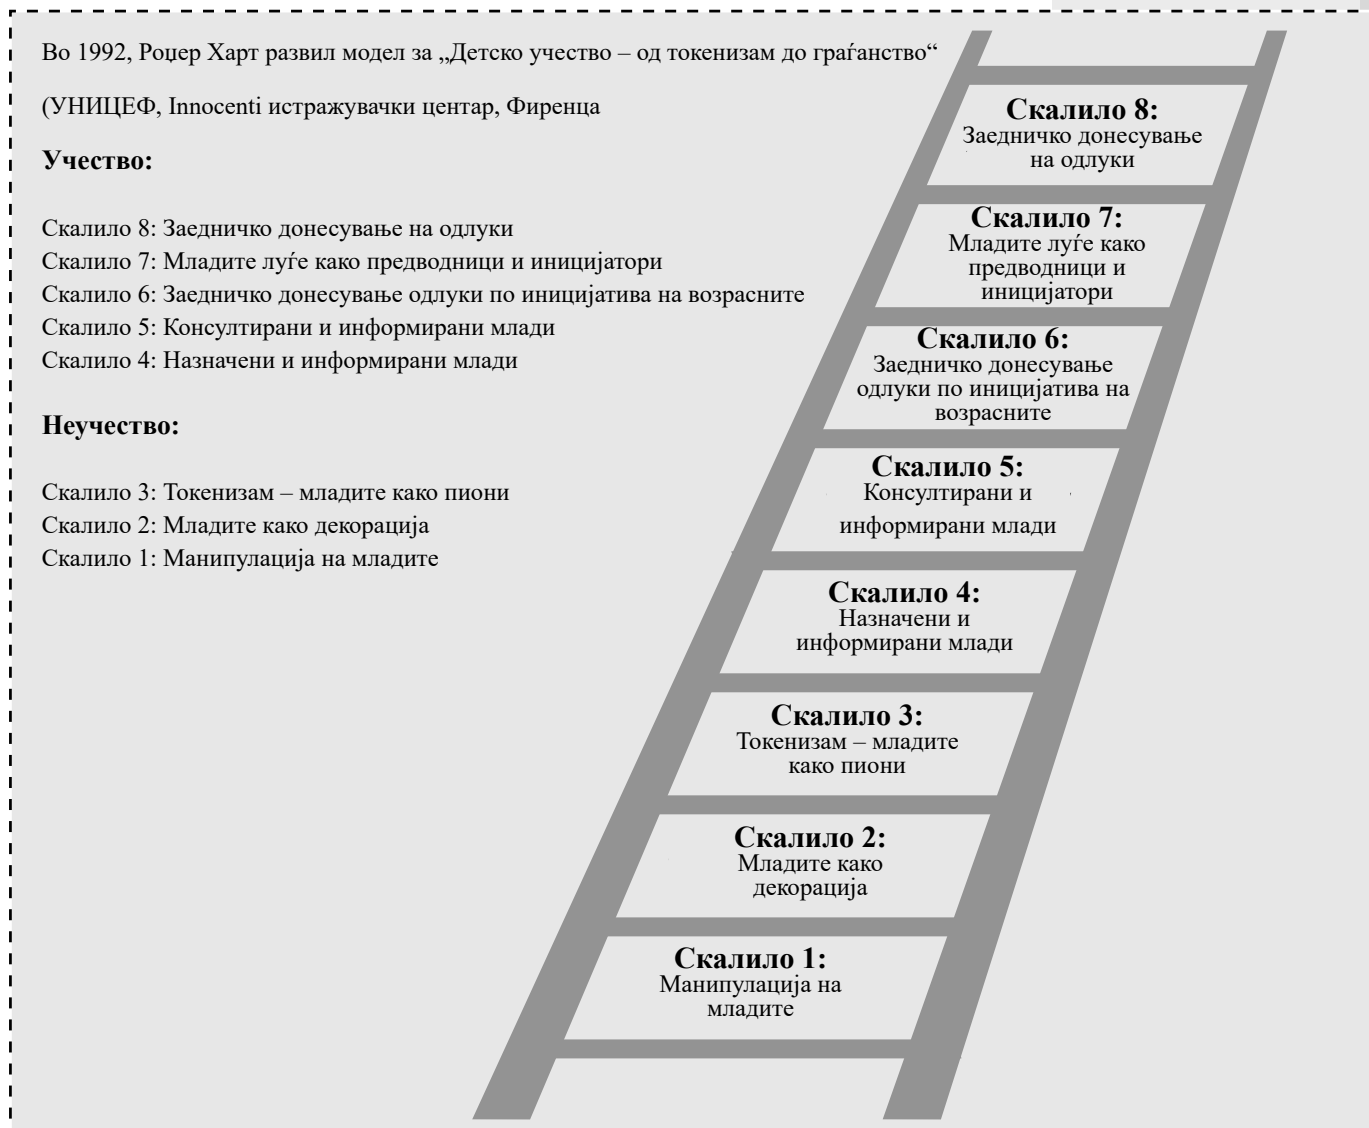 Во 1992, Роџер Харт развил модел за „Детско учество – од токенизам до граѓанство“
(УНИЦЕФ, Innocenti истражувачки центар, Фиренца
Учество:
Скалило 8: Заедничко донесување на одлуки
Скалило 7: Младите луѓе како предводници и иницијатори
Скалило 6: Заедничко донесување одлуки по иницијатива на возрасните
Скалило 5: Консултирани и информирани млади
Скалило 4: Назначени и информирани млади
Неучество:
Скалило 3: Токенизам – младите како пиони
Скалило 2: Младите како декорација
Скалило 1: Манипулација на младите
Скалило 8:
Заедничко донесување
на одлуки
Скалило 7:
Младите луѓе како
предводници и
иницијатори
Скалило 6:
Заедничко донесување
одлуки по иницијатива на
возрасните
Скалило 5:
Консултирани и
информирани млади
Скалило 4:
Назначени и
информирани млади
Скалило 3:
Токенизам – младите
како пиони
Скалило 2:
Младите како
декорација
Скалило 1:
Манипулација на
младите